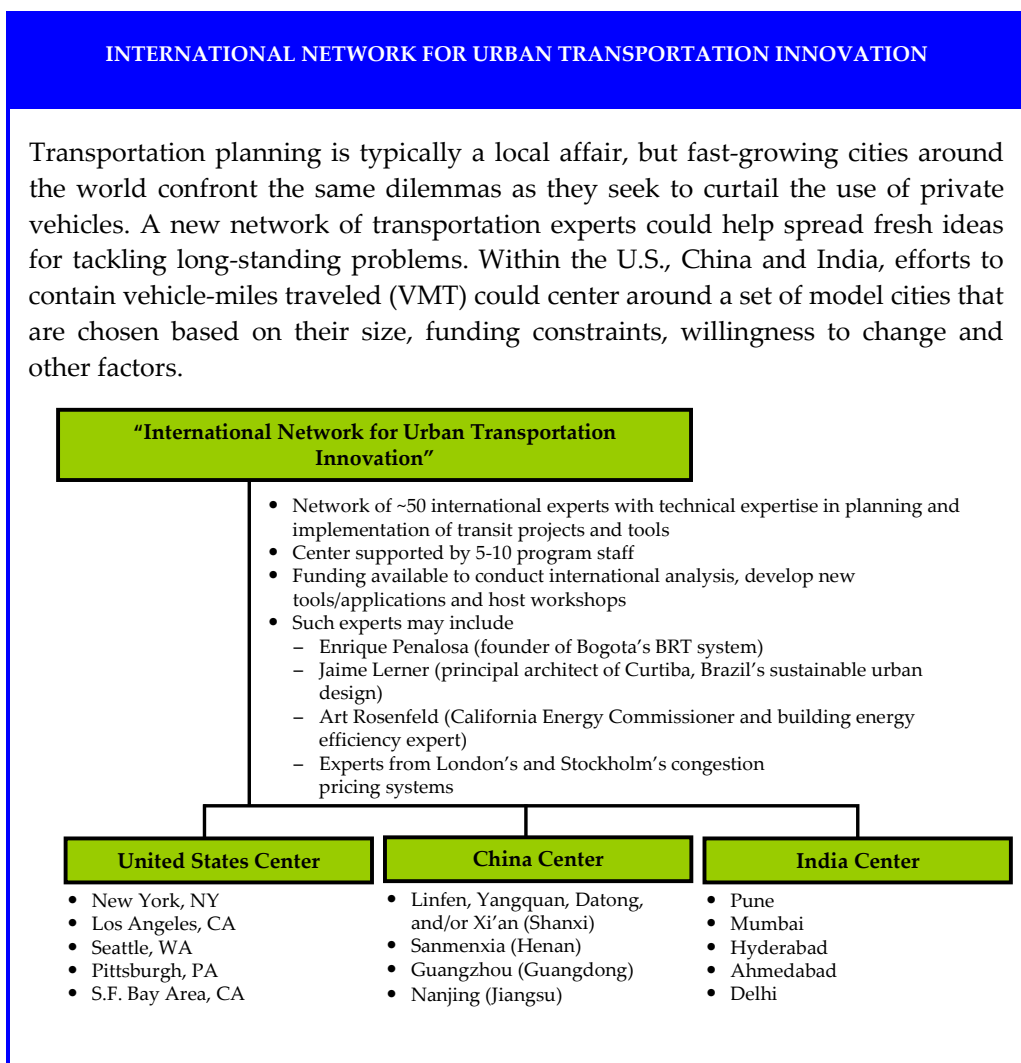 INTERNATIONAL NETWORK FOR URBAN TRANSPORTATION INNOVATION
Transportation planning is typically a local affair, but fast-growing cities around
the world confront the same dilemmas as they seek to curtail the use of private
vehicles. A new network of transportation experts could help spread fresh ideas
for tackling long-standing problems. Within the U.S., China and India, efforts to
contain vehicle-miles traveled (VMT) could center around a set of model cities that
are chosen based on their size, funding constraints, willingness to change and
other factors.
“International Network for Urban Transportation
Innovation”
• Network of ~50 international experts with technical expertise in planning and
implementation of transit projects and tools
• Center supported by 5-10 program staff
• Funding available to conduct international analysis, develop new
tools/applications and host workshops
• Such experts may include
– Enrique Penalosa (founder of Bogota’s BRT system)
– Jaime Lerner (principal architect of Curtiba, Brazil’s sustainable urban
design)
– Art Rosenfeld (California Energy Commissioner and building energy
efficiency expert)
– Experts from London’s and Stockholm’s congestion
pricing systems
United States Center
• New York, NY
• Los Angeles, CA
• Seattle, WA
• Pittsburgh, PA
• S.F. Bay Area, CA
China Center
• Linfen, Yangquan, Datong,
and/or Xi’an (Shanxi)
• Sanmenxia (Henan)
• Guangzhou (Guangdong)
• Nanjing (Jiangsu)
India Center
• Pune
• Mumbai
• Hyderabad
• Ahmedabad
• Delhi